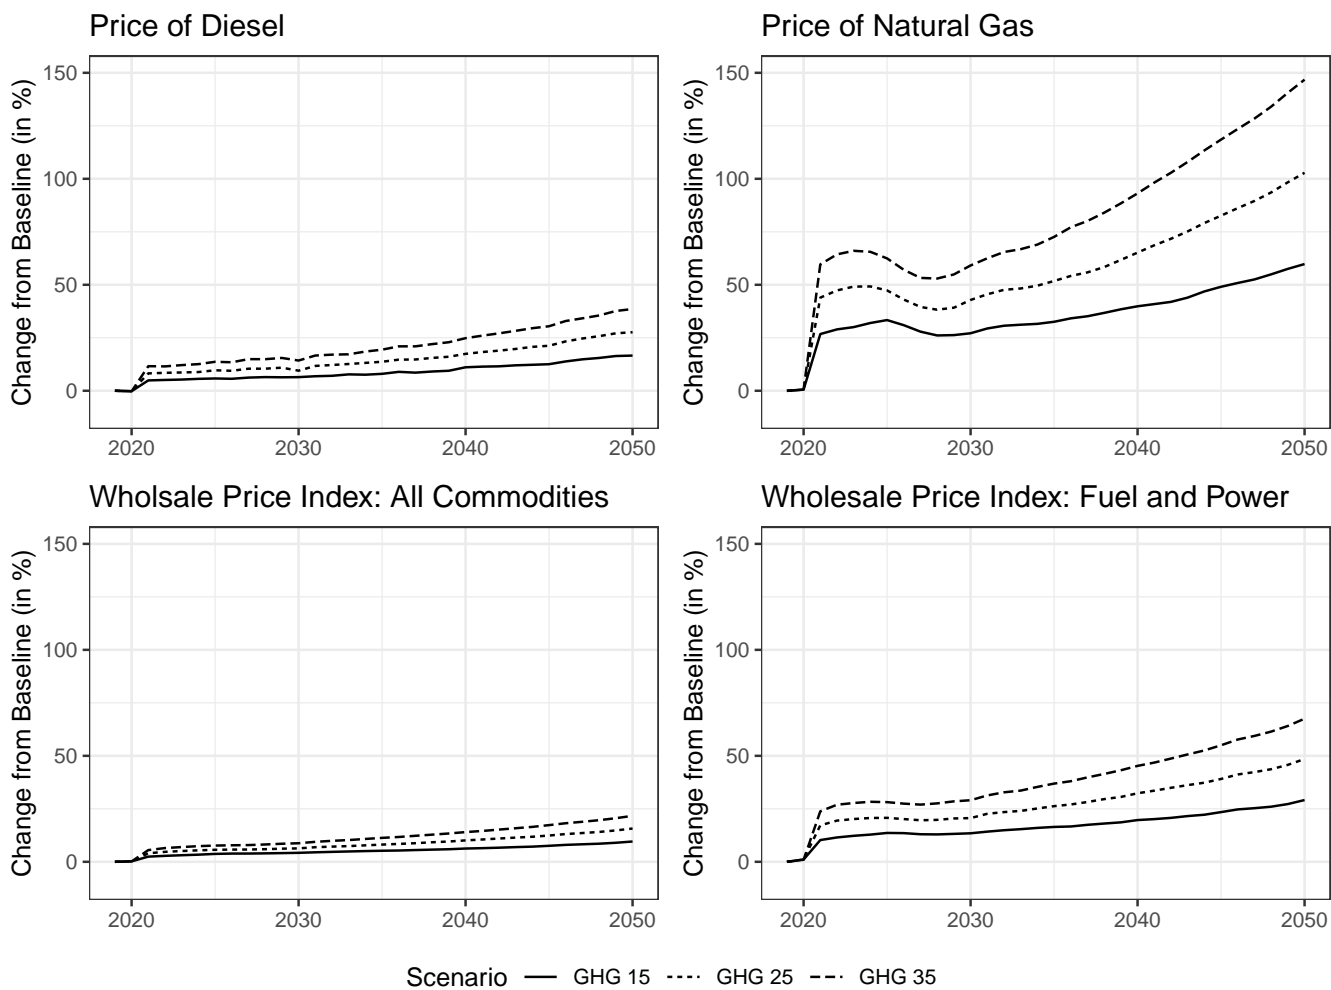 Price of Diesel
Change from Baseline (in %)
150
100
50
0
2020 2030 2040 2050
Price of Natural Gas
Change from Baseline (in %)
150
100
50
0
2020 2030 2040 2050
Wholsale Price Index: All Commodities
Change from Baseline (in %)
150
100
50
0
2020 2030 2040 2050
Wholesale Price Index: Fuel and Power
Change from Baseline (in %)
150
100
50
0
2020 2030 2040 2050
Scenario GHG 15 GHG 25 GHG 35